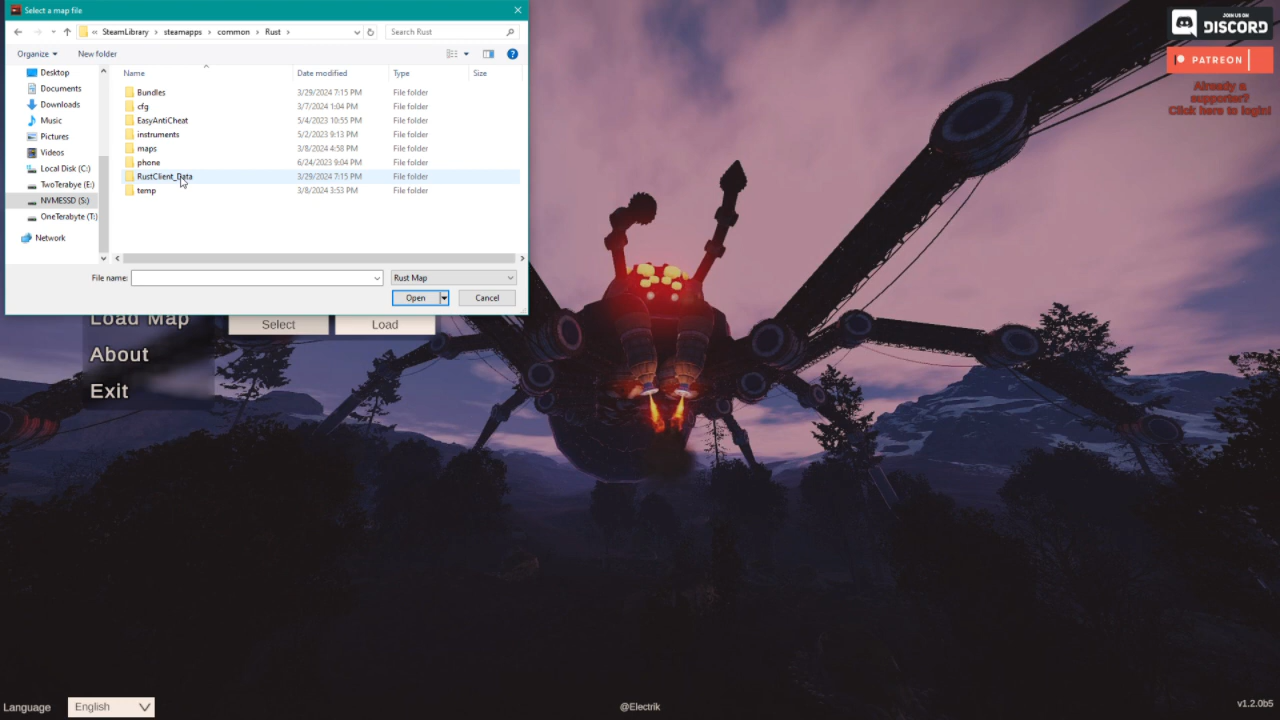 Select a map file
« SteamLibrary > steamapps > common > Rust >
Search Rust
Organize
New folder
Desktop
Documents
Downloads
Music
Pictures
Videos
Local Disk (C:)
TwoTerabye (E:)
NVMESSD (S:)
OneTerabyte (T:)
Network
Name Date modified Type Size
Bundles 3/29/2024 7:15 PM File folder
cfg 3/7/2024 1:04 PM File folder
EasyAntiCheat 5/4/2023 10:55 PM File folder
instruments 5/2/2023 9:13 PM File folder
maps 3/8/2024 4:58 PM File folder
phone 6/24/2023 9:04 PM File folder
RustClient_Data 3/29/2024 7:15 PM File folder
temp 3/8/2024 3:53 PM File folder
File name:
Rust Map
Open
Cancel
Load Map
Select
Load
About
Exit
JOIN US ON
DISCORD
PATREON
Already a
supporter?
Click here to login!
Language
English
@Electrik
v1.2.0b5